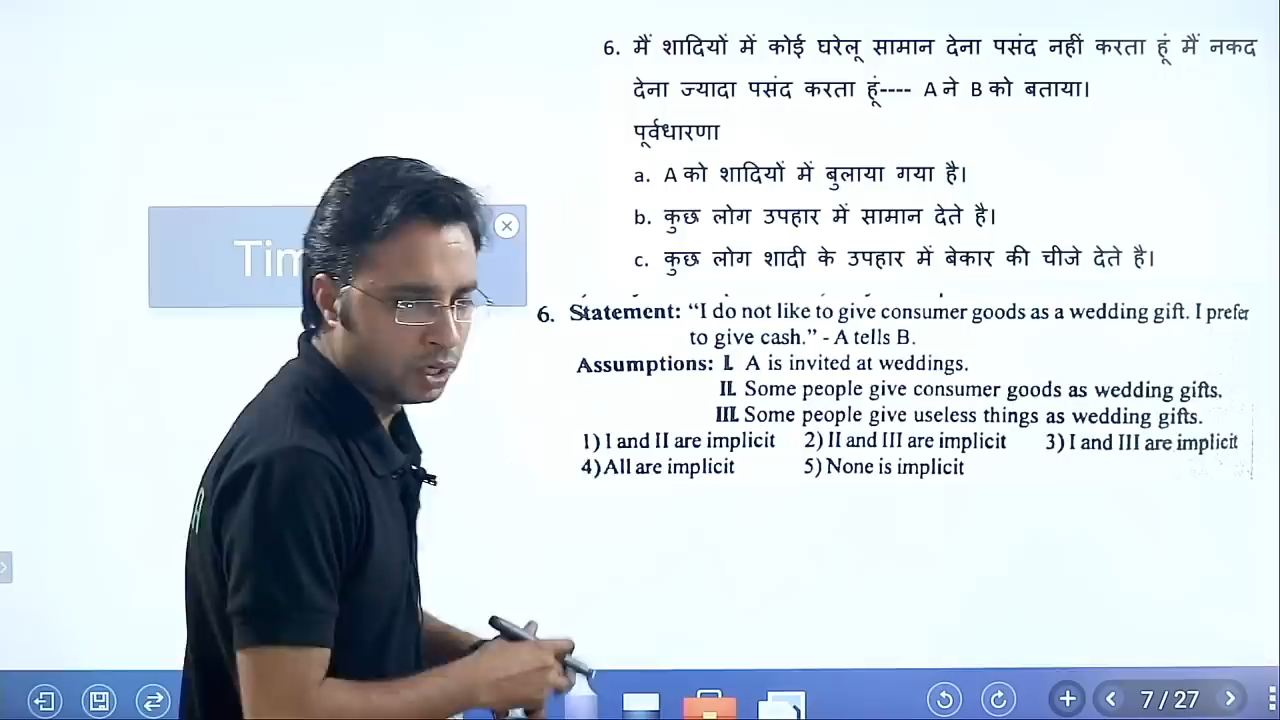 6. मैं शादियों में कोई घरेलू सामान देना पसंद नहीं करता हूं मैं नकद
देना ज्यादा पसंद करता हूं---- A ने B को बताया।
पूर्वधारणा
a. A को शादियों में बुलाया गया है।
b. कुछ लोग उपहार में सामान देते है।
c. कुछ लोग शादी के उपहार में बेकार की चीजे देते है।
Tim
6. Statement: “I do not like to give consumer goods as a wedding gift. I prefer
to give cash.” - A tells B.
Assumptions: I. A is invited at weddings.
II. Some people give consumer goods as wedding gifts.
III. Some people give useless things as wedding gifts.
1) I and II are implicit 2) II and III are implicit 3) I and III are implicit
4) All are implicit 5) None is implicit
7 / 27